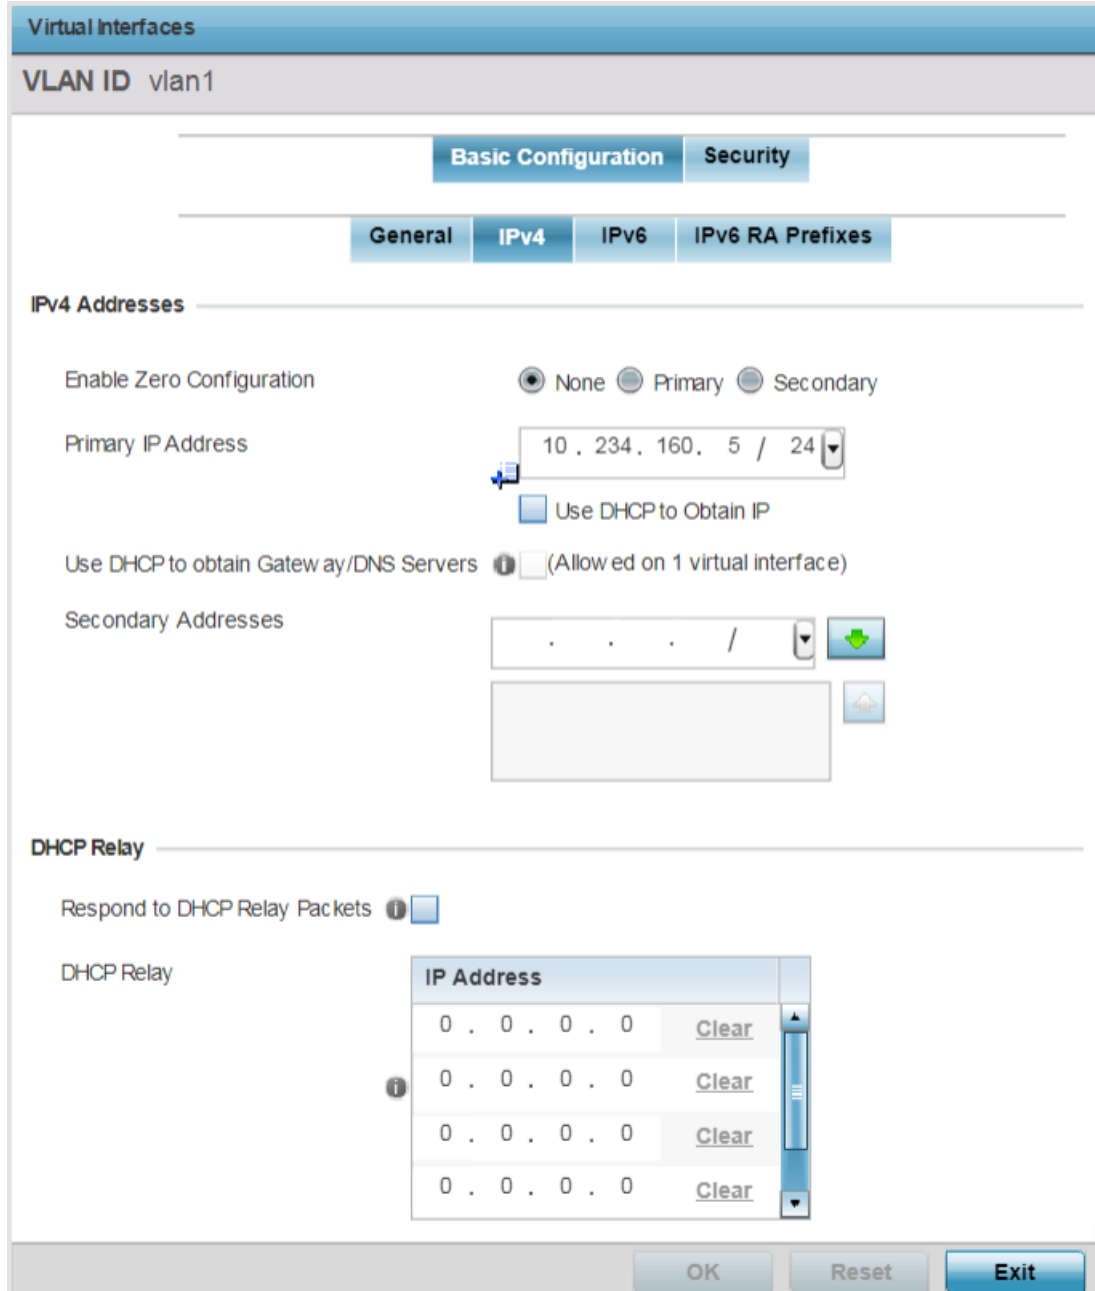 Virtual Interfaces
VLAN ID vlan1
Basic Configuration Security
General IPv4 IPv6 IPv6 RA Prefixes
IPv4 Addresses
Enable Zero Configuration None Primary Secondary
Primary IP Address 10 . 234 . 160 . 5 / 24
Use DHCP to Obtain IP
Use DHCP to obtain Gateway/DNS Servers (Allowed on 1 virtual interface)
Secondary Addresses . . . /
DHCP Relay
Respond to DHCP Relay Packets
DHCP Relay IP Address
0 . 0 . 0 . 0 Clear
0 . 0 . 0 . 0 Clear
0 . 0 . 0 . 0 Clear
0 . 0 . 0 . 0 Clear
OK Reset Exit